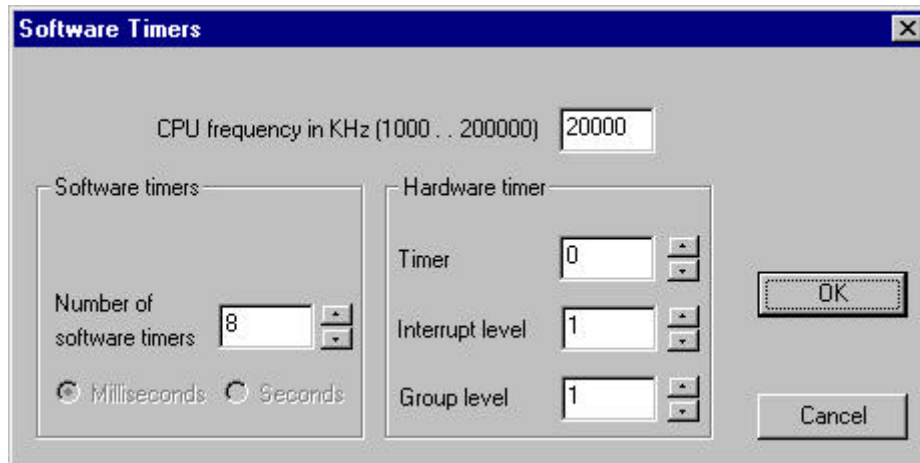 Software Timers
CPU frequency in KHz (1000 . . 200000) 20000
Software timers
Number of
software timers 8
Milliseconds Seconds
Hardware timer
Timer 0
Interrupt level 1
Group level 1
OK
Cancel